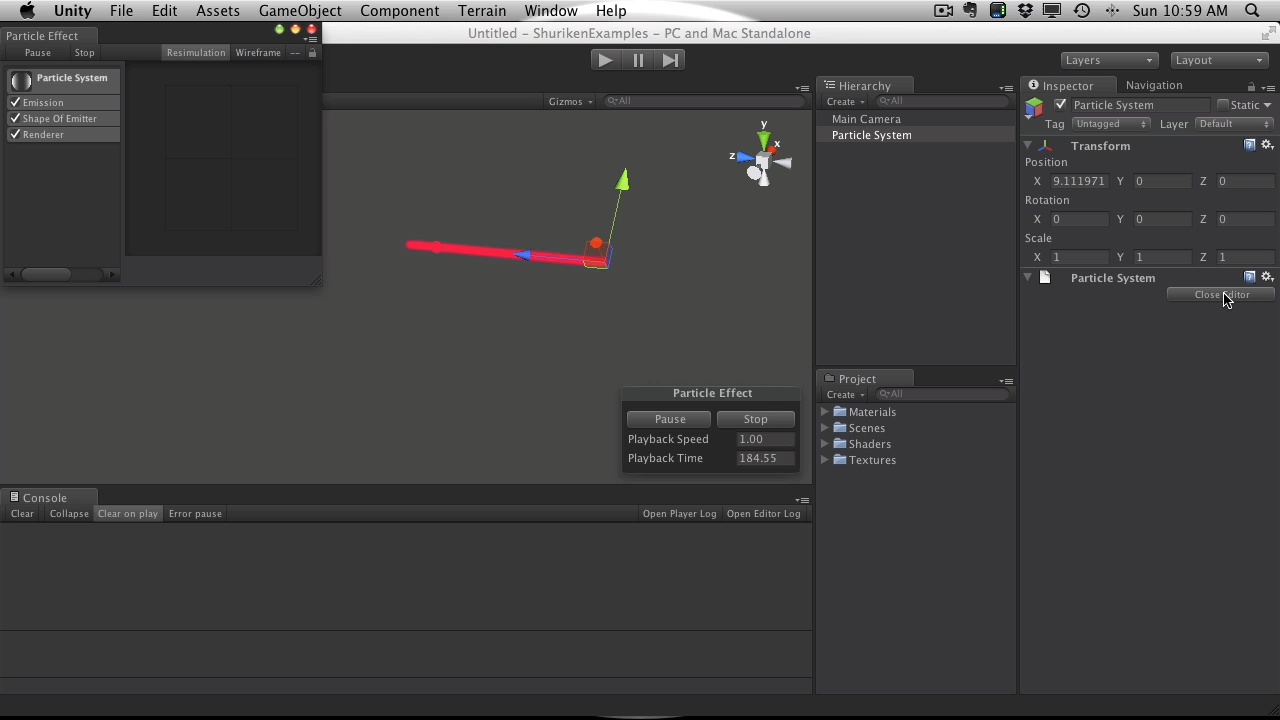 Unity File Edit Assets GameObject Component Terrain Window Help Sun 10:59 AM
Untitled – ShurikenExamples – PC and Mac Standalone
Particle Effect
Pause Stop Resimulation Wireframe --
Particle System
Emission
Shape Of Emitter
Renderer
Layers Layout
Gizmos All
y
x
z
Particle Effect
Pause Stop
Playback Speed 1.00
Playback Time 184.55
Console
Clear Collapse Clear on play Error pause Open Player Log Open Editor Log
Hierarchy
Create All
Main Camera
Particle System
Project
Create All
Materials
Scenes
Shaders
Textures
Inspector Navigation
Particle System Static
Tag Untagged Layer Default
Transform
Position
X 9.111971 Y 0 Z 0
Rotation
X 0 Y 0 Z 0
Scale
X 1 Y 1 Z 1
Particle System
Close Editor